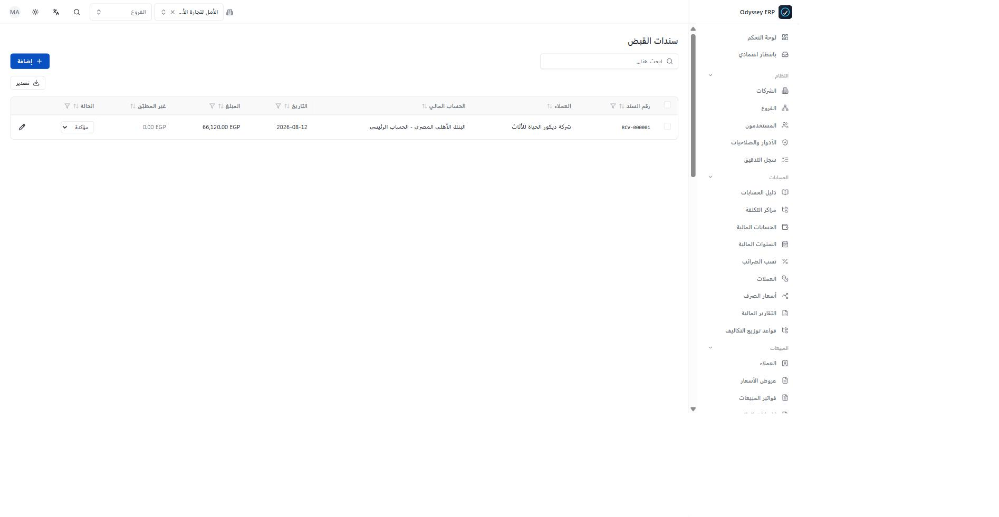 Odyssey ERP
الأمل لتجارة الأ...
الفروع
MA
لوحة التحكم
بانتظار اعتمادي
النظام
الشركات
الفروع
المستخدمون
الأدوار والصلاحيات
سجل التدقيق
الحسابات
دليل الحسابات
مراكز التكلفة
الحسابات المالية
السنوات المالية
نسب الضرائب
العملات
أسعار الصرف
التقارير المالية
قواعد توزيع التكاليف
المبيعات
العملاء
عروض الأسعار
فواتير المبيعات
سندات القبض
ابحث هنا...
إضافة
تصدير
رقم السند العملاء الحساب المالي التاريخ المبلغ غير المطبّق الحالة
RCV-000001 شركة ديكور الحياة للأثاث البنك الأهلي المصري - الحساب الرئيسي 2026-08-12 66,120.00 EGP 0.00 EGP مؤكدة